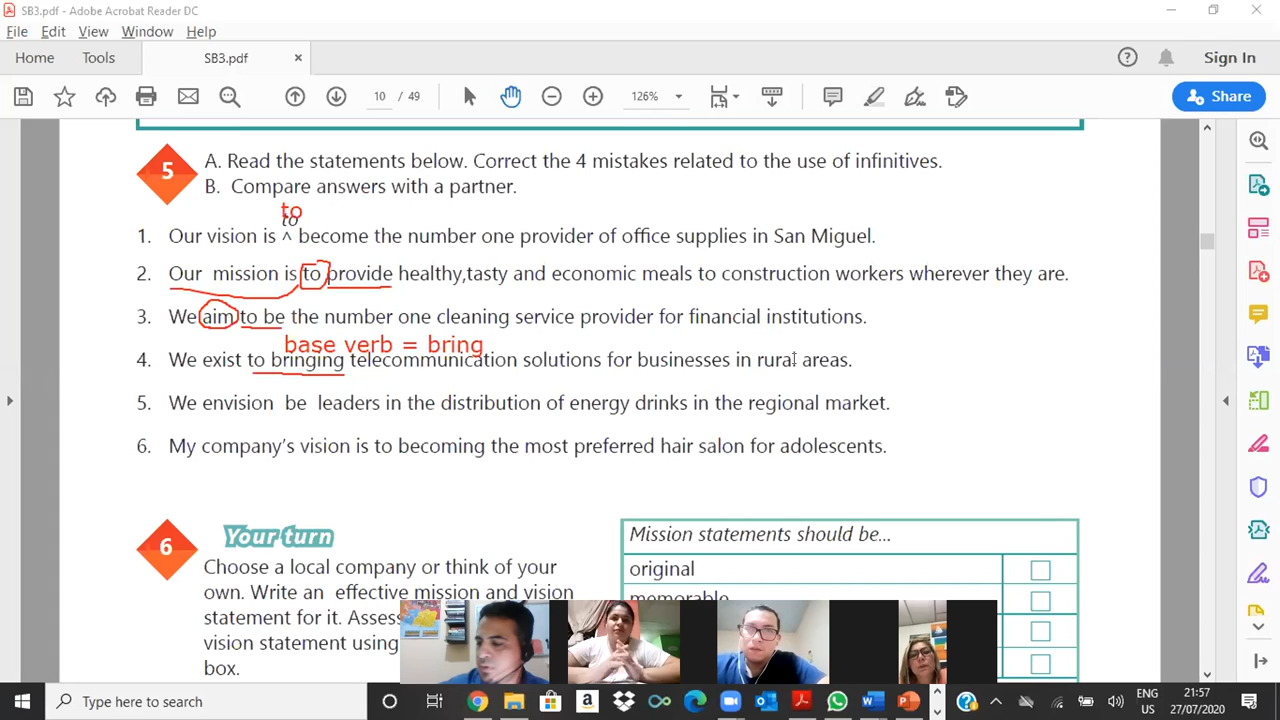 SB3.pdf - Adobe Acrobat Reader DC
File Edit View Window Help
Home Tools SB3.pdf × Sign In
10 / 49 126% Share
5 A. Read the statements below. Correct the 4 mistakes related to the use of infinitives.
B. Compare answers with a partner.
to
to
1. Our vision is ^ become the number one provider of office supplies in San Miguel.
2. Our mission is to provide healthy,tasty and economic meals to construction workers wherever they are.
3. We aim to be the number one cleaning service provider for financial institutions.
base verb = bring
4. We exist to bringing telecommunication solutions for businesses in rural areas.
5. We envision be leaders in the distribution of energy drinks in the regional market.
6. My company's vision is to becoming the most preferred hair salon for adolescents.
6 Your turn
Choose a local company or think of your
own. Write an effective mission and vision
statement for it. Assess
vision statement using
box.
Mission statements should be...
original
memorable
Type here to search
ENG 21:57
US 27/07/2020